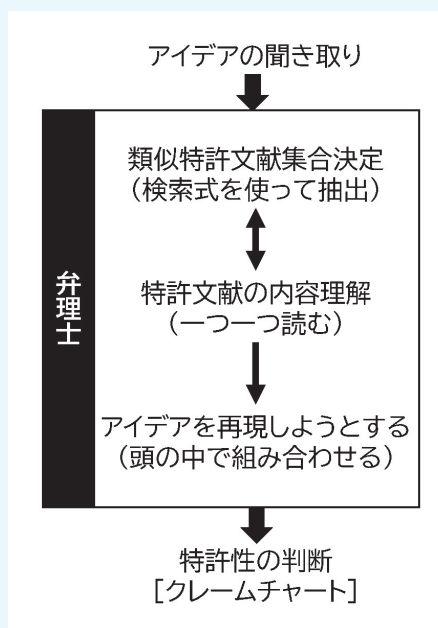 アイデアの聞き取り
弁理士
類似特許文献集合決定
（検索式を使って抽出）
特許文献の内容理解
（一つ一つ読む）
アイデアを再現しようとする
（頭の中で組み合わせる）
特許性の判断
［クレームチャート］